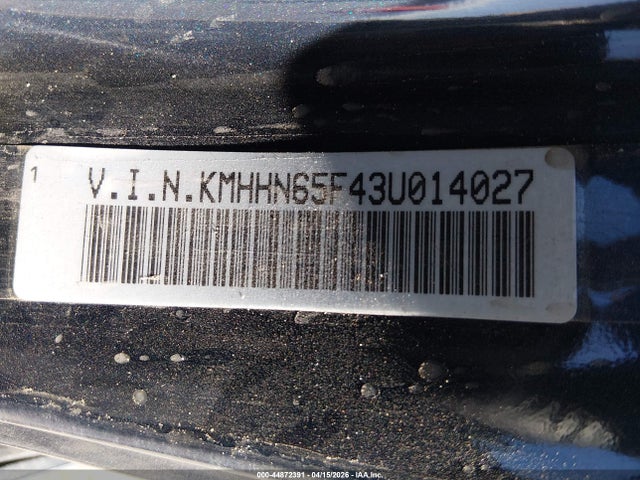 1
V.I.N.KMHHN65F43U014027
000-44872391 - 04/15/2026 - IAA,Inc.